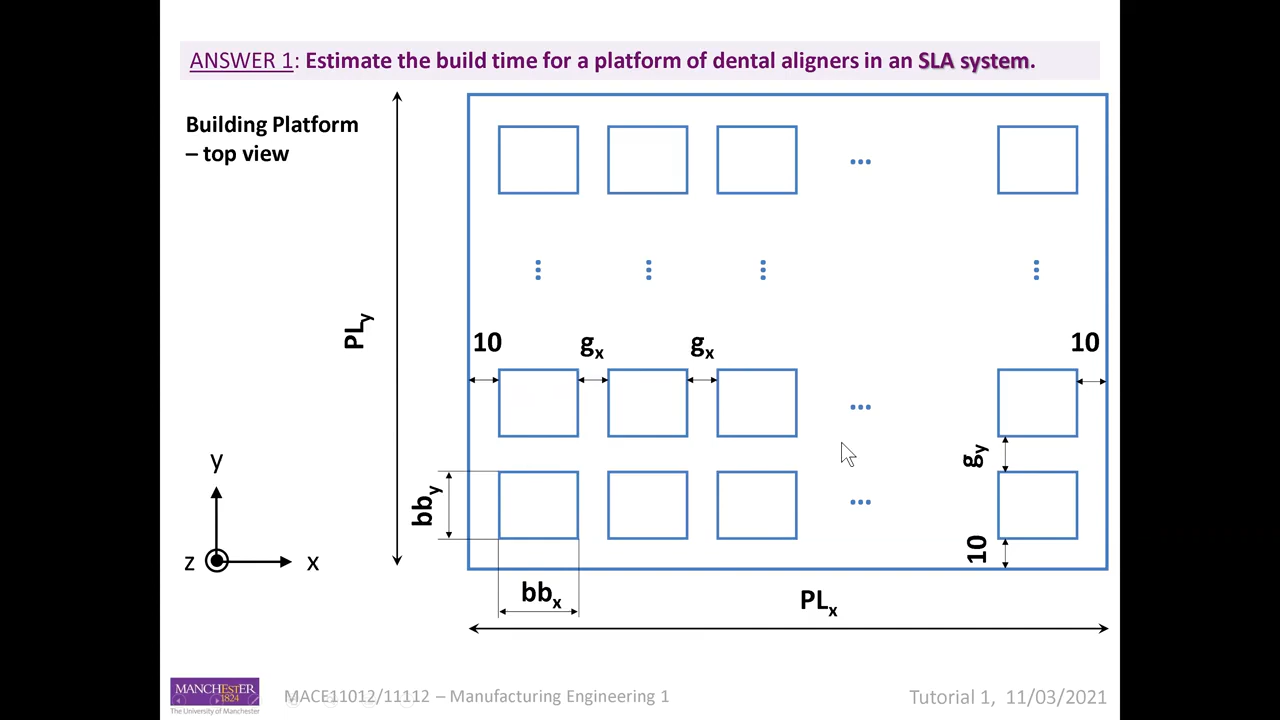 ANSWER 1: Estimate the build time for a platform of dental aligners in an SLA system.
Building Platform
– top view
...
...
...
...
...
PLy
10
gx
gx
10
...
gy
y
bby
...
10
z
x
bbx
PLx
MANCHESTER
1824
The University of Manchester
MACE11012/11112 – Manufacturing Engineering 1
Tutorial 1, 11/03/2021